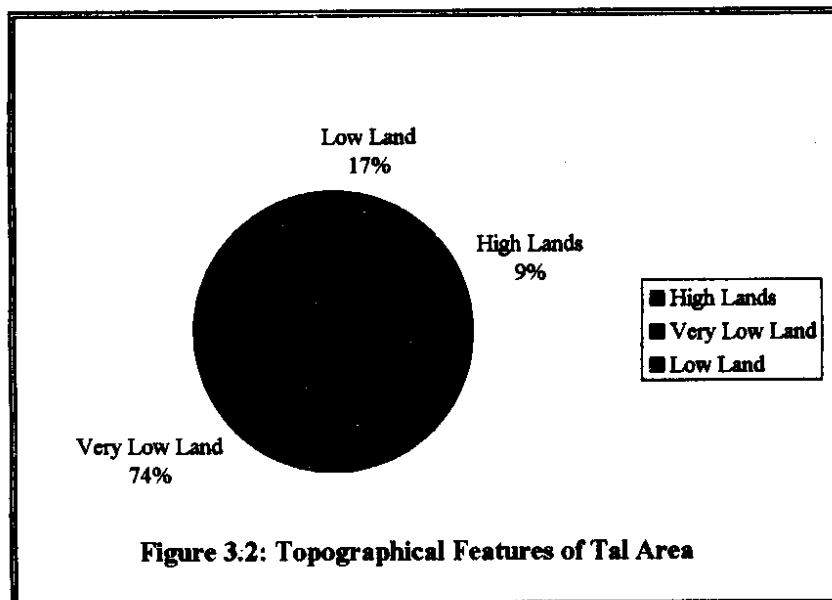 Low Land
17%
High Lands
9%
Very Low Land
74%
High Lands
Very Low Land
Low Land
Figure 3.2: Topographical Features of Tal Area